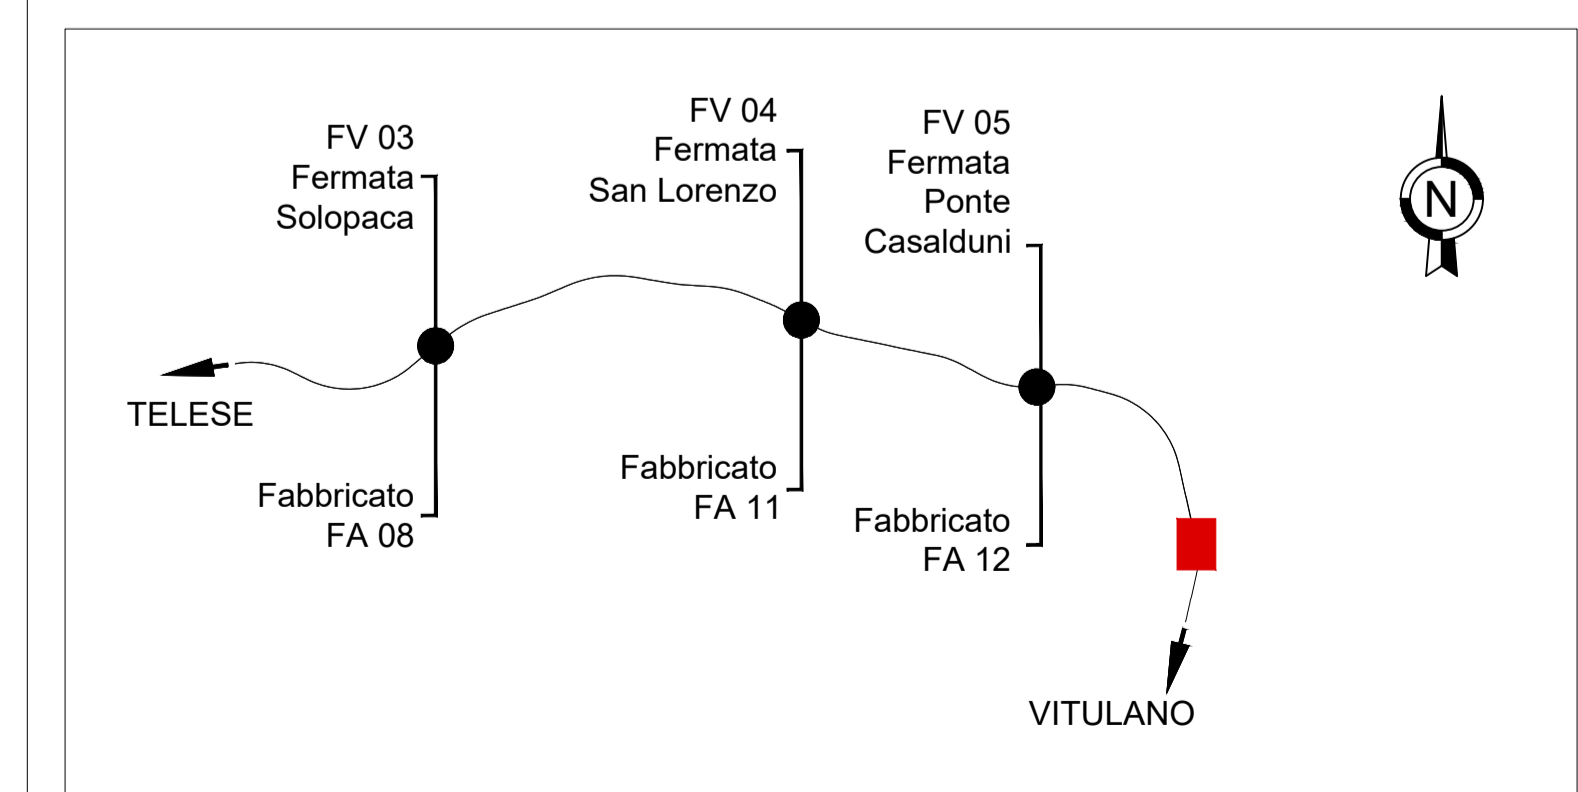 FV 03
Fermata
Solopaca
FV 04
Fermata
San Lorenzo
FV 05
Fermata
Ponte
Casalduni
N
TELESE
Fabbricato
FA 08
Fabbricato
FA 11
Fabbricato
FA 12
VITULANO